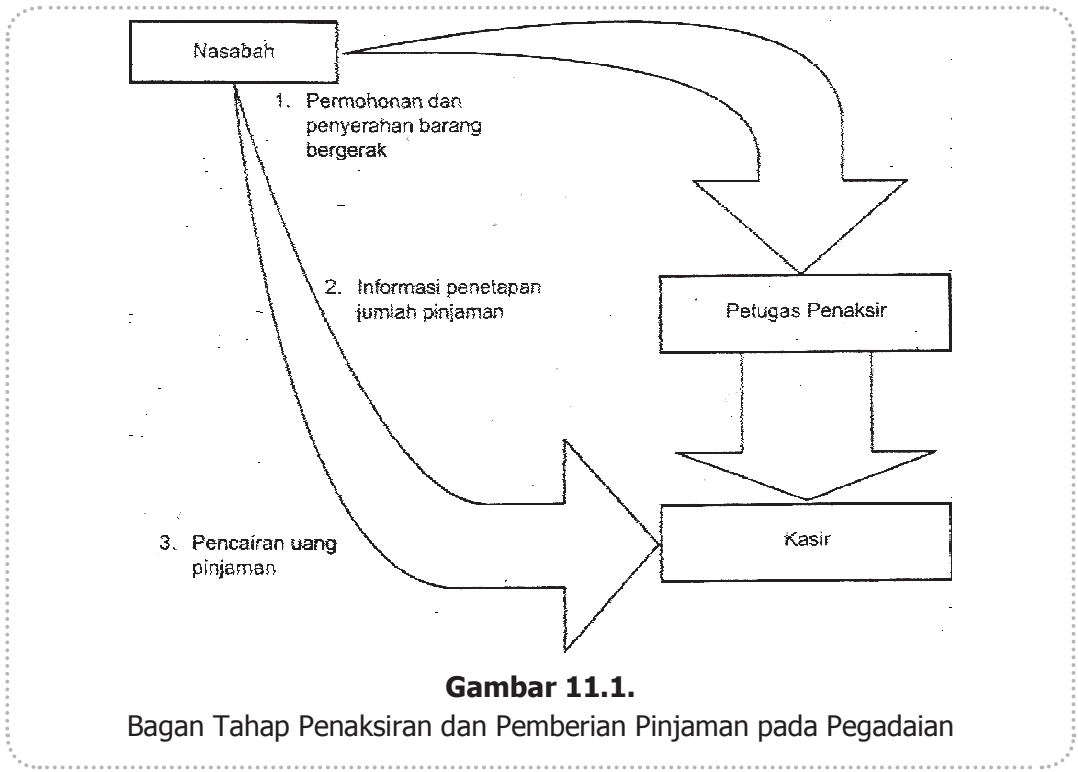 Nasabah
1. Permohonan dan
penyerahan barang
bergerak
2. Informasi penetapan
jumlah pinjaman
Petugas Penaksir
3. Pencairan uang
pinjaman
Kasir
Gambar 11.1.
Bagan Tahap Penaksiran dan Pemberian Pinjaman pada Pegadaian